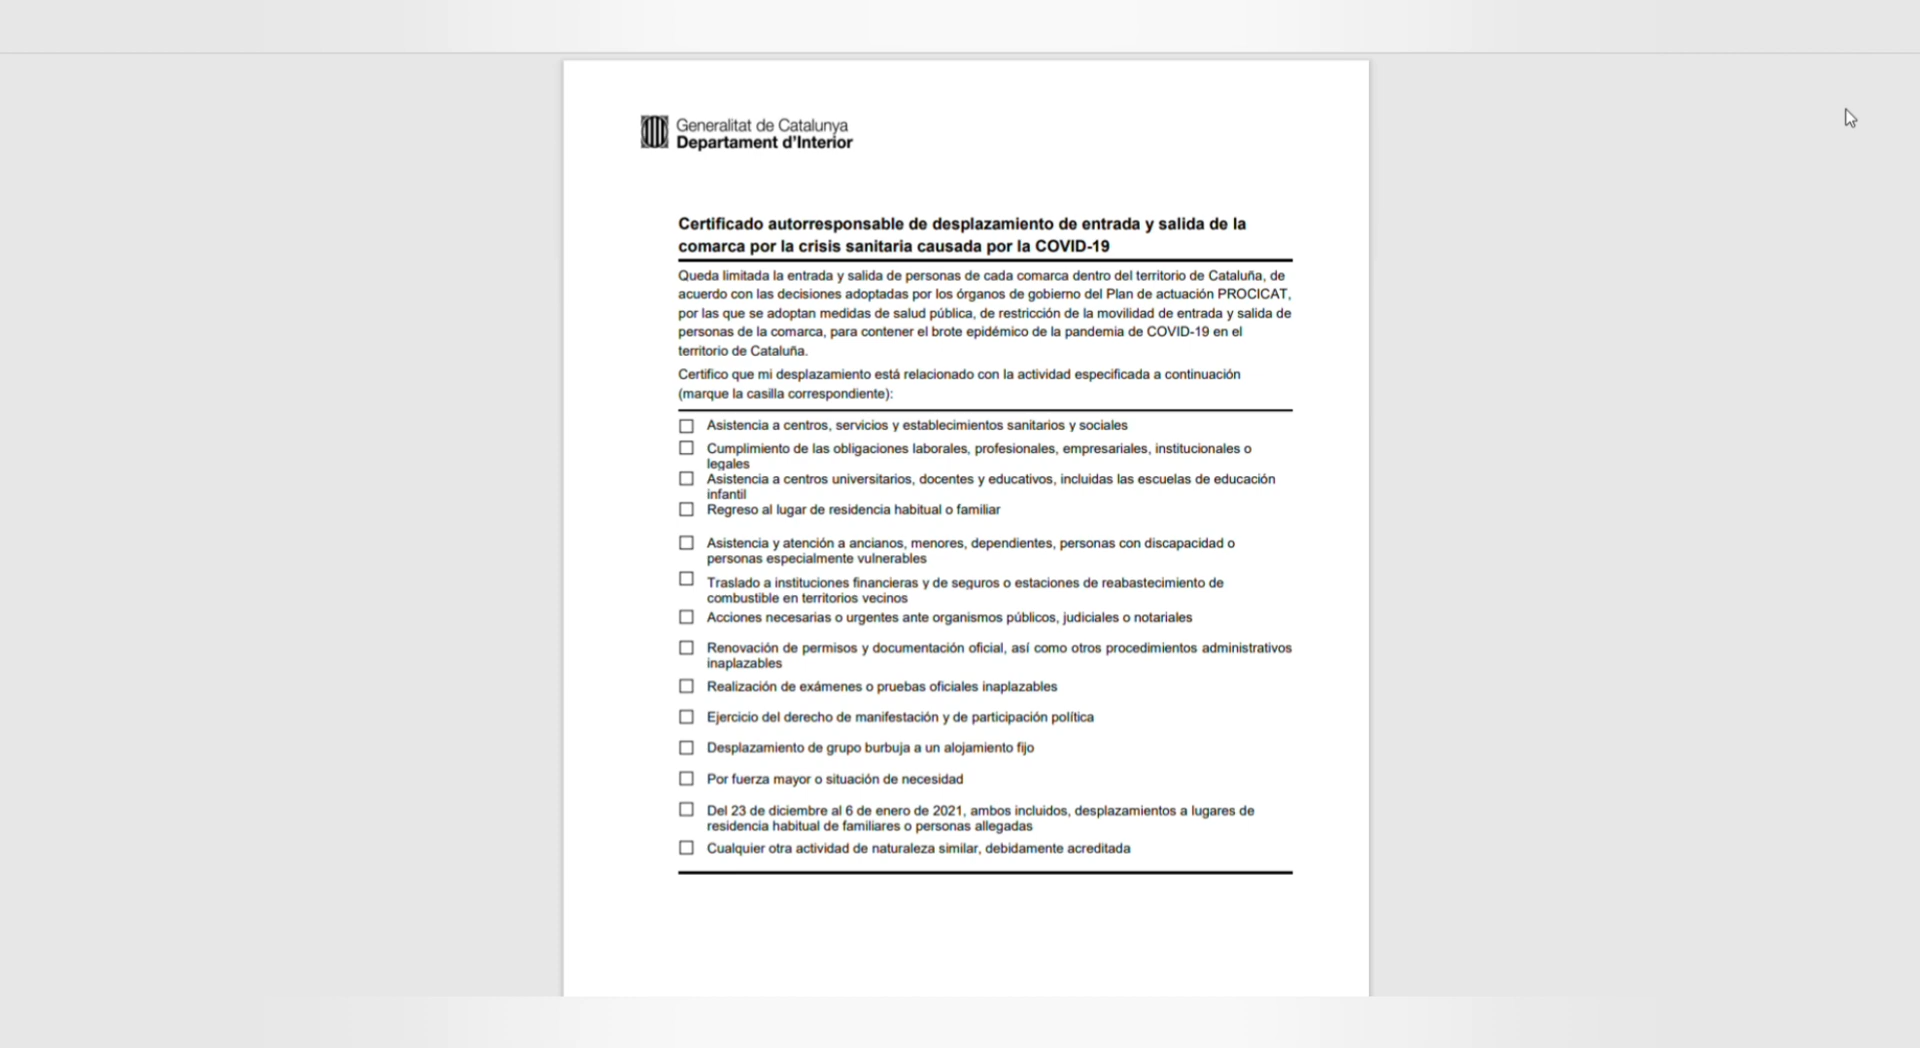 Generalitat de Catalunya
Departament d'Interior
Certificado autorresponsable de desplazamiento de entrada y salida de la
comarca por la crisis sanitaria causada por la COVID-19
Queda limitada la entrada y salida de personas de cada comarca dentro del territorio de Cataluña, de
acuerdo con las decisiones adoptadas por los órganos de gobierno del Plan de actuación PROCICAT,
por las que se adoptan medidas de salud pública, de restricción de la movilidad de entrada y salida de
personas de la comarca, para contener el brote epidémico de la pandemia de COVID-19 en el
territorio de Cataluña.
Certifico que mi desplazamiento está relacionado con la actividad especificada a continuación
(marque la casilla correspondiente):
Asistencia a centros, servicios y establecimientos sanitarios y sociales
Cumplimiento de las obligaciones laborales, profesionales, empresariales, institucionales o
legales
Asistencia a centros universitarios, docentes y educativos, incluidas las escuelas de educación
infantil
Regreso al lugar de residencia habitual o familiar
Asistencia y atención a ancianos, menores, dependientes, personas con discapacidad o
personas especialmente vulnerables
Traslado a instituciones financieras y de seguros o estaciones de reabastecimiento de
combustible en territorios vecinos
Acciones necesarias o urgentes ante organismos públicos, judiciales o notariales
Renovación de permisos y documentación oficial, así como otros procedimientos administrativos
inaplazables
Realización de exámenes o pruebas oficiales inaplazables
Ejercicio del derecho de manifestación y de participación política
Desplazamiento de grupo burbuja a un alojamiento fijo
Por fuerza mayor o situación de necesidad
Del 23 de diciembre al 6 de enero de 2021, ambos incluidos, desplazamientos a lugares de
residencia habitual de familiares o personas allegadas
Cualquier otra actividad de naturaleza similar, debidamente acreditada